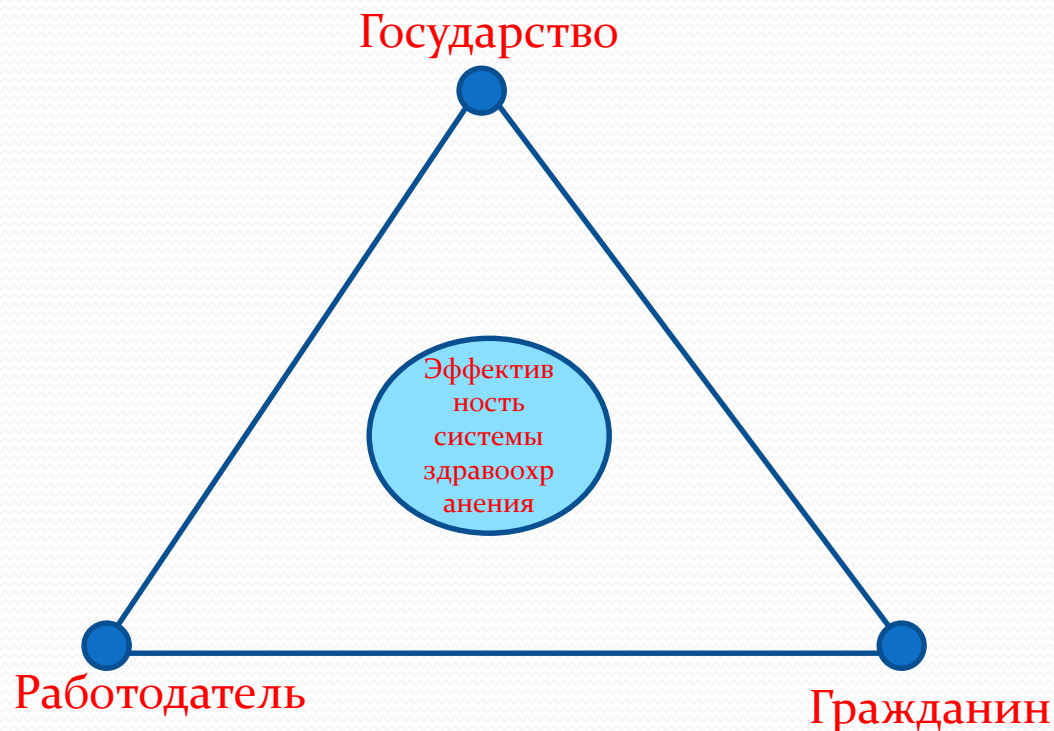 Государство
Эффектив
ность
системы
здравоохр
анения
Работодатель
Гражданин